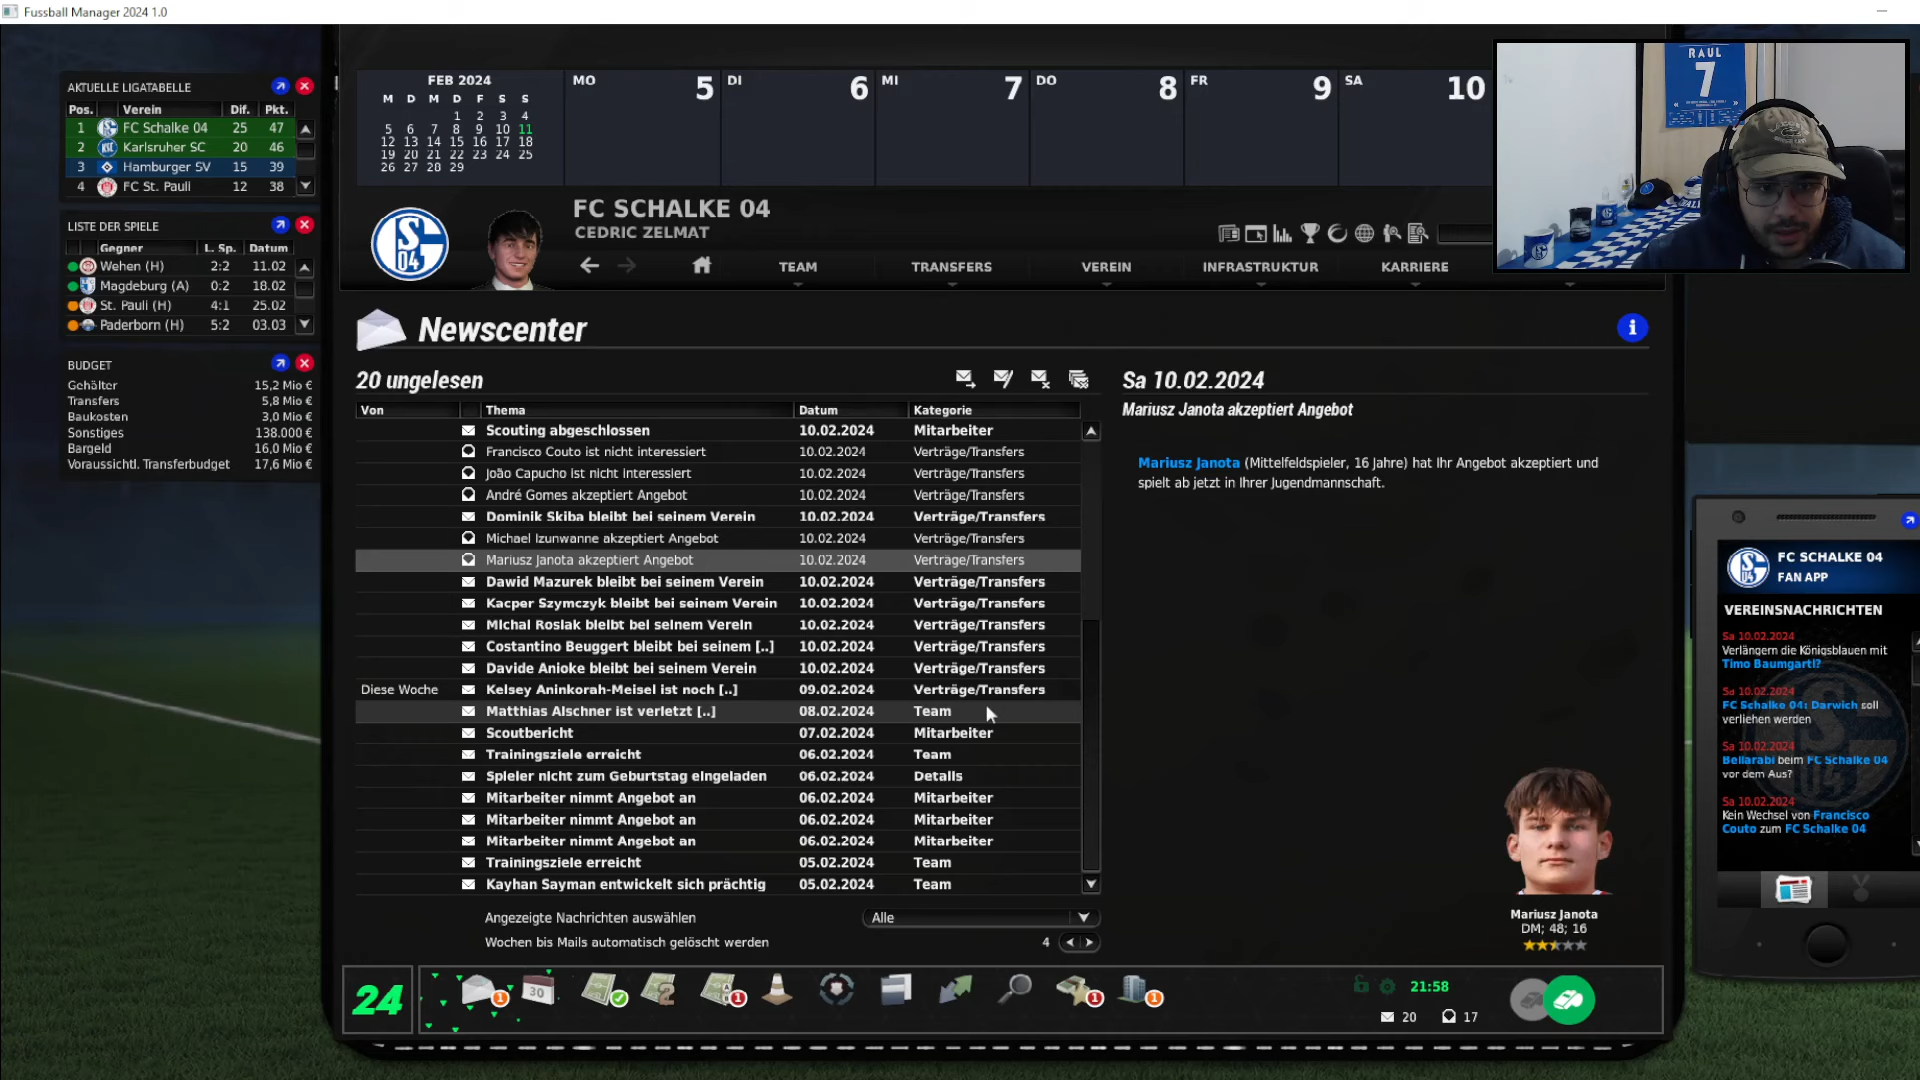 Fussball Manager 2024 1.0
AKTUELLE LIGATABELLE
Pos. Verein Dif. Pkt.
1 FC Schalke 04 25 47
2 Karlsruher SC 20 46
3 Hamburger SV 15 39
4 FC St. Pauli 12 38
LISTE DER SPIELE
Gegner L. Sp. Datum
Wehen (H) 2:2 11.02
Magdeburg (A) 0:2 18.02
St. Pauli (H) 4:1 25.02
Paderborn (H) 5:2 03.03
BUDGET
Gehälter 15,2 Mio €
Transfers 5,8 Mio €
Baukosten 3,0 Mio €
Sonstiges 138.000 €
Bargeld 16,0 Mio €
Voraussichtl. Transferbudget 17,6 Mio €
FEB 2024
M D M D F S S
1 2 3 4
5 6 7 8 9 10 11
12 13 14 15 16 17 18
19 20 21 22 23 24 25
26 27 28 29
MO 5 DI 6 MI 7 DO 8 FR 9 SA 10
RAUL
7
FC SCHALKE 04
CEDRIC ZELMAT
TEAM TRANSFERS VEREIN INFRASTRUKTUR KARRIERE
Newscenter
20 ungelesen
Von Thema Datum Kategorie
Scouting abgeschlossen 10.02.2024 Mitarbeiter
Francisco Couto ist nicht interessiert 10.02.2024 Verträge/Transfers
João Capucho ist nicht interessiert 10.02.2024 Verträge/Transfers
André Gomes akzeptiert Angebot 10.02.2024 Verträge/Transfers
Dominik Skiba bleibt bei seinem Verein 10.02.2024 Verträge/Transfers
Michael Izunwanne akzeptiert Angebot 10.02.2024 Verträge/Transfers
Mariusz Janota akzeptiert Angebot 10.02.2024 Verträge/Transfers
Dawid Mazurek bleibt bei seinem Verein 10.02.2024 Verträge/Transfers
Kacper Szymczyk bleibt bei seinem Verein 10.02.2024 Verträge/Transfers
Michal Roslak bleibt bei seinem Verein 10.02.2024 Verträge/Transfers
Costantino Beuggert bleibt bei seinem [..] 10.02.2024 Verträge/Transfers
Davide Anioke bleibt bei seinem Verein 10.02.2024 Verträge/Transfers
Diese Woche Kelsey Aninkorah-Meisel ist noch [..] 09.02.2024 Verträge/Transfers
Matthias Alschner ist verletzt [..] 08.02.2024 Team
Scoutbericht 07.02.2024 Mitarbeiter
Trainingsziele erreicht 06.02.2024 Team
Spieler nicht zum Geburtstag eingeladen 06.02.2024 Details
Mitarbeiter nimmt Angebot an 06.02.2024 Mitarbeiter
Mitarbeiter nimmt Angebot an 06.02.2024 Mitarbeiter
Mitarbeiter nimmt Angebot an 06.02.2024 Mitarbeiter
Trainingsziele erreicht 05.02.2024 Team
Kayhan Sayman entwickelt sich prächtig 05.02.2024 Team
Angezeigte Nachrichten auswählen Alle
Wochen bis Mails automatisch gelöscht werden 4
Sa 10.02.2024
Mariusz Janota akzeptiert Angebot
Mariusz Janota (Mittelfeldspieler, 16 Jahre) hat Ihr Angebot akzeptiert und
spielt ab jetzt in Ihrer Jugendmannschaft.
Mariusz Janota
DM; 48; 16
FC SCHALKE 04
FAN APP
VEREINSNACHRICHTEN
Sa 10.02.2024
Verlängern die Königsblauen mit
Timo Baumgartl?
Sa 10.02.2024
FC Schalke 04: Darwich soll
verliehen werden
Sa 10.02.2024
Bellarabi beim FC Schalke 04
vor dem Aus?
Sa 10.02.2024
Kein Wechsel von Francisco
Couto zum FC Schalke 04
24
1 30 2 1 1 1
21:58
20 17